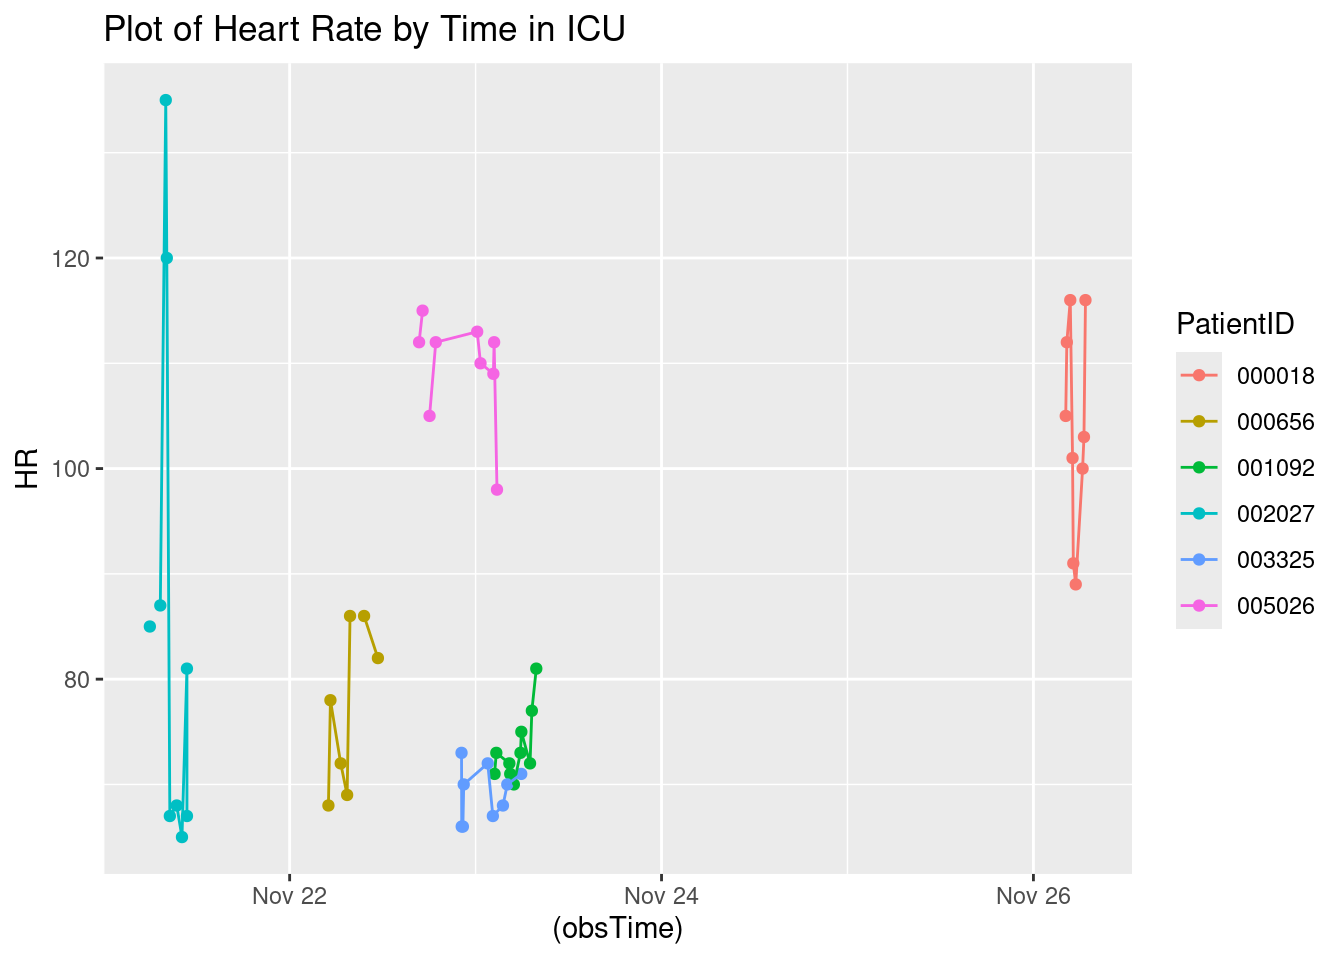 Plot of Heart Rate by Time in ICU
120
100
80
HR
Nov 22
Nov 24
Nov 26
(obsTime)
PatientID
000018
000656
001092
002027
003325
005026